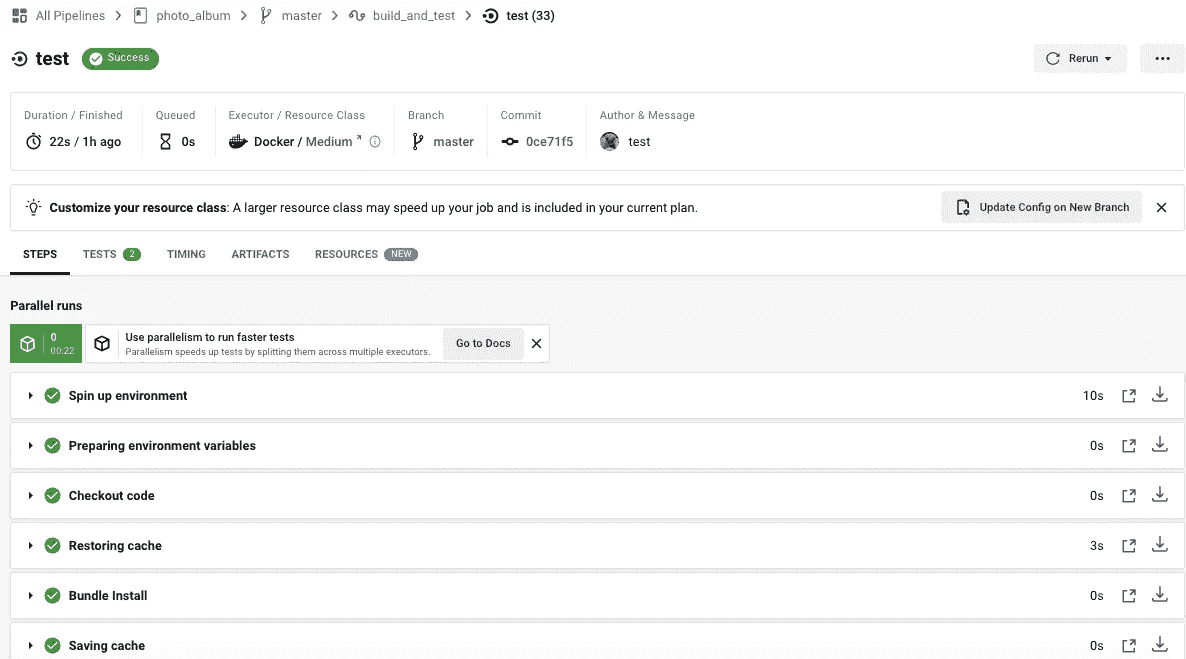 All Pipelines photo_album master build_and_test test (33)
test Success Rerun
Duration / Finished Queued Executor / Resource Class Branch Commit Author & Message
22s / 1h ago 0s Docker / Medium master 0ce71f5 test
Customize your resource class: A larger resource class may speed up your job and is included in your current plan. Update Config on New Branch
STEPS TESTS 2 TIMING ARTIFACTS RESOURCES NEW
Parallel runs
0
00:22
Use parallelism to run faster tests
Parallelism speeds up tests by splitting them across multiple executors.
Go to Docs
Spin up environment 10s
Preparing environment variables 0s
Checkout code 0s
Restoring cache 3s
Bundle Install 0s
Saving cache 0s